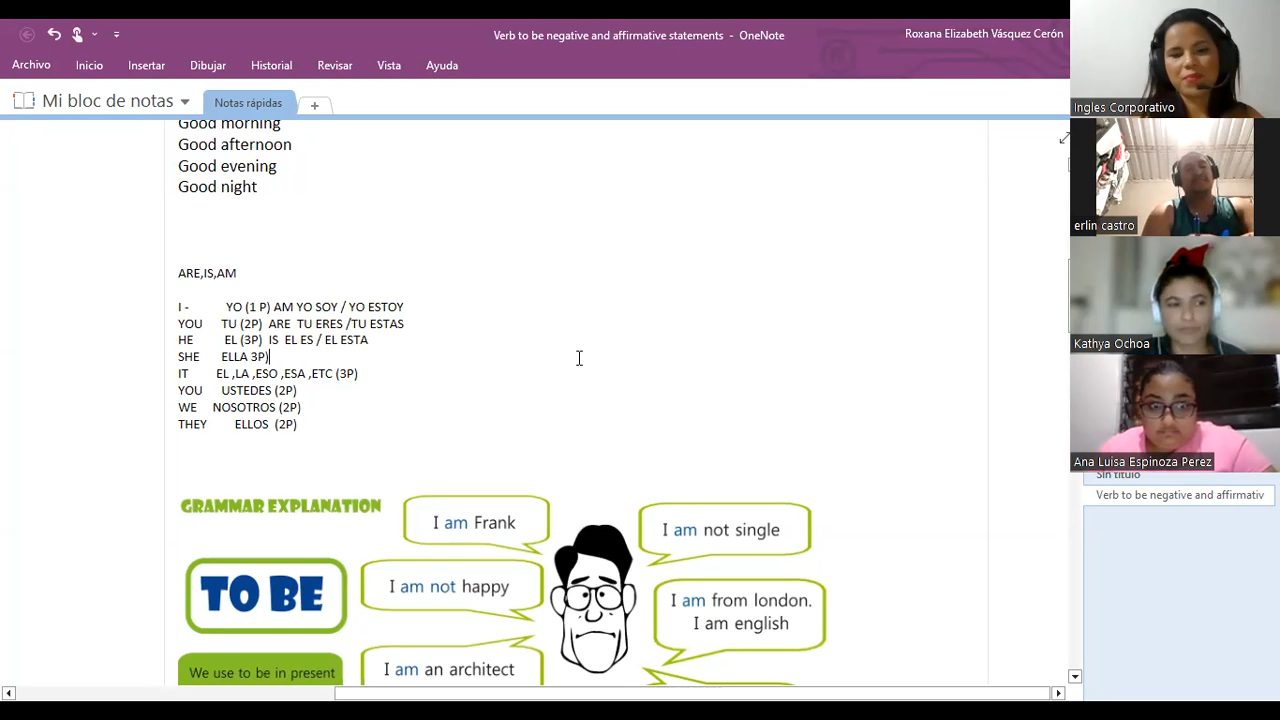 Verb to be negative and affirmative statements - OneNote
Roxana Elizabeth Vásquez Cerón
Archivo Inicio Insertar Dibujar Historial Revisar Vista Ayuda
Mi bloc de notas
Notas rápidas
Good morning
Good afternoon
Good evening
Good night
ARE,IS,AM
I - YO (1 P) AM YO SOY / YO ESTOY
YOU TU (2P) ARE TU ERES /TU ESTAS
HE EL (3P) IS EL ES / EL ESTA
SHE ELLA 3P)
IT EL ,LA ,ESO ,ESA ,ETC (3P)
YOU USTEDES (2P)
WE NOSOTROS (2P)
THEY ELLOS (2P)
GRAMMAR EXPLANATION
TO BE
We use to be in present
I am Frank
I am not happy
I am an architect
I am not single
I am from london.
I am english
Ingles Corporativo
erlin castro
Kathya Ochoa
Ana Luisa Espinoza Perez
Sin título
Verb to be negative and affirmativ